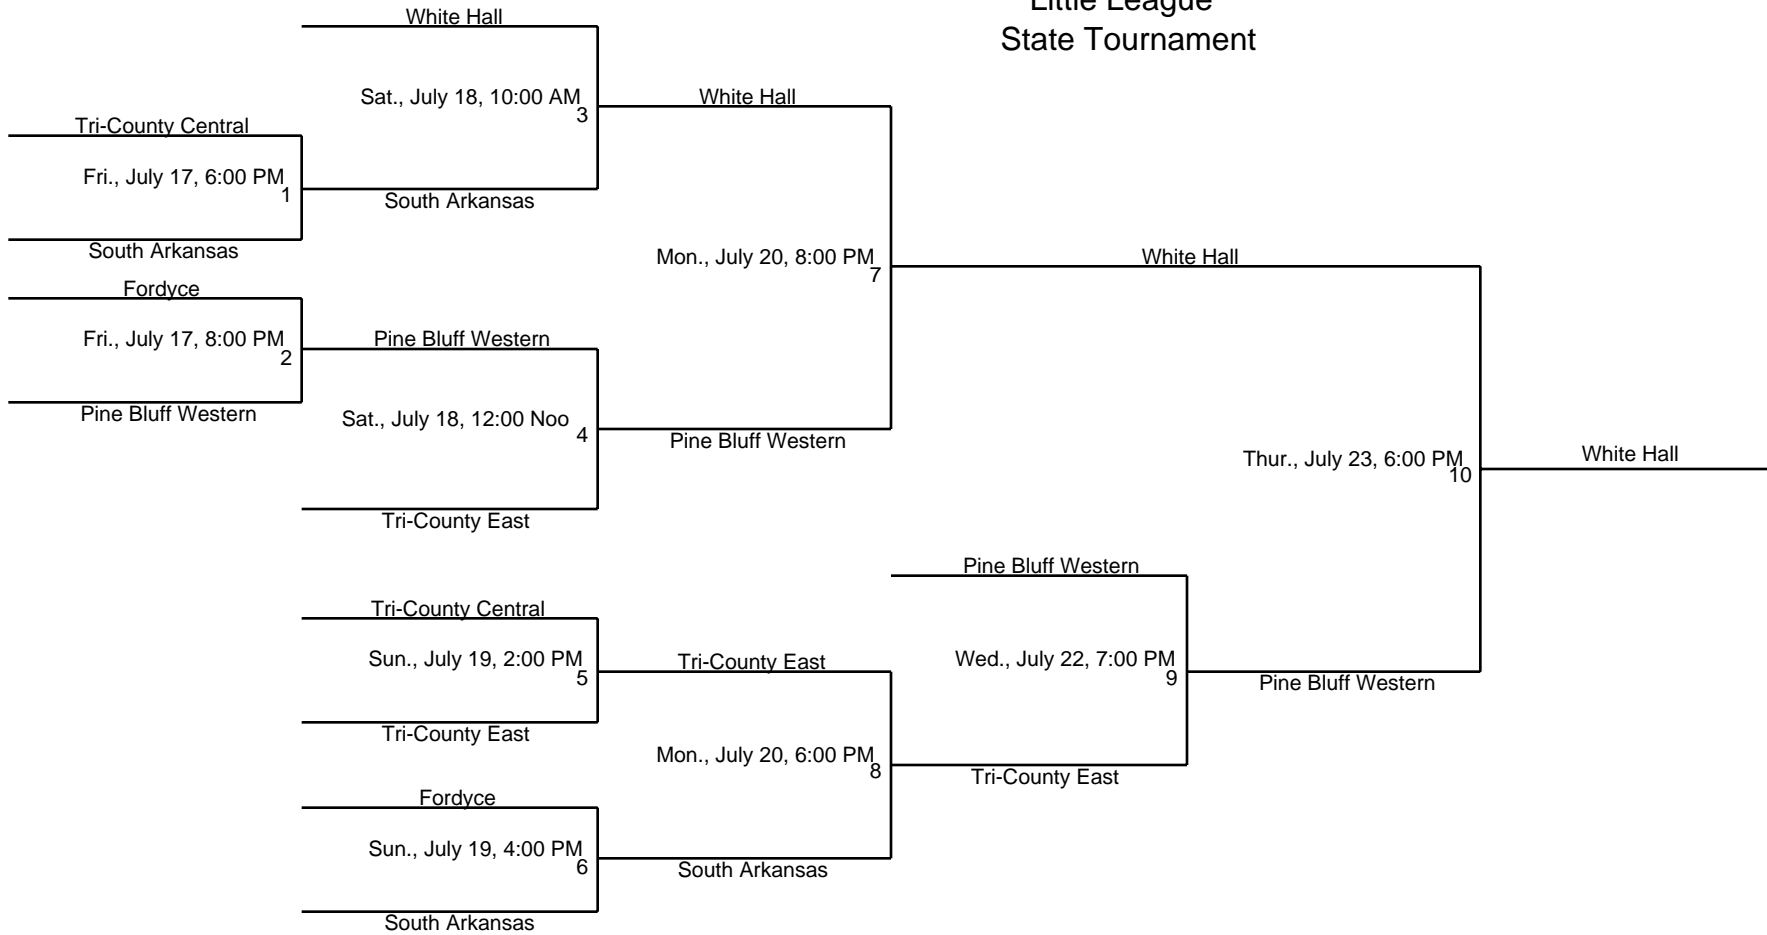 Little League
State Tournament
White Hall
Sat., July 18, 10:00 AM
3
White Hall
Tri-County Central
Fri., July 17, 6:00 PM
1
South Arkansas
South Arkansas
Mon., July 20, 8:00 PM
7
White Hall
Fordyce
Fri., July 17, 8:00 PM
2
Pine Bluff Western
Pine Bluff Western
Sat., July 18, 12:00 Noo
4
Pine Bluff Western
Tri-County East
Thur., July 23, 6:00 PM
10
White Hall
Pine Bluff Western
Tri-County Central
Sun., July 19, 2:00 PM
5
Tri-County East
Wed., July 22, 7:00 PM
9
Pine Bluff Western
Tri-County East
Mon., July 20, 6:00 PM
8
Tri-County East
Fordyce
Sun., July 19, 4:00 PM
6
South Arkansas
South Arkansas